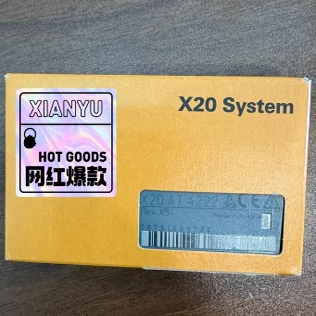 XIANYU
HOT GOODS
网红爆款
X20 System
X20 AT 4222